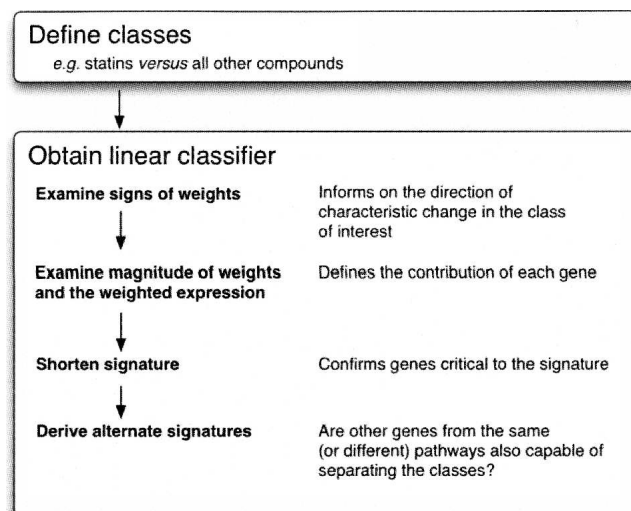 Define classes
e.g. statins versus all other compounds
Obtain linear classifier
Examine signs of weights
Informs on the direction of
characteristic change in the class
of interest
Examine magnitude of weights
and the weighted expression
Defines the contribution of each gene
Shorten signature
Confirms genes critical to the signature
Derive alternate signatures
Are other genes from the same
(or different) pathways also capable of
separating the classes?